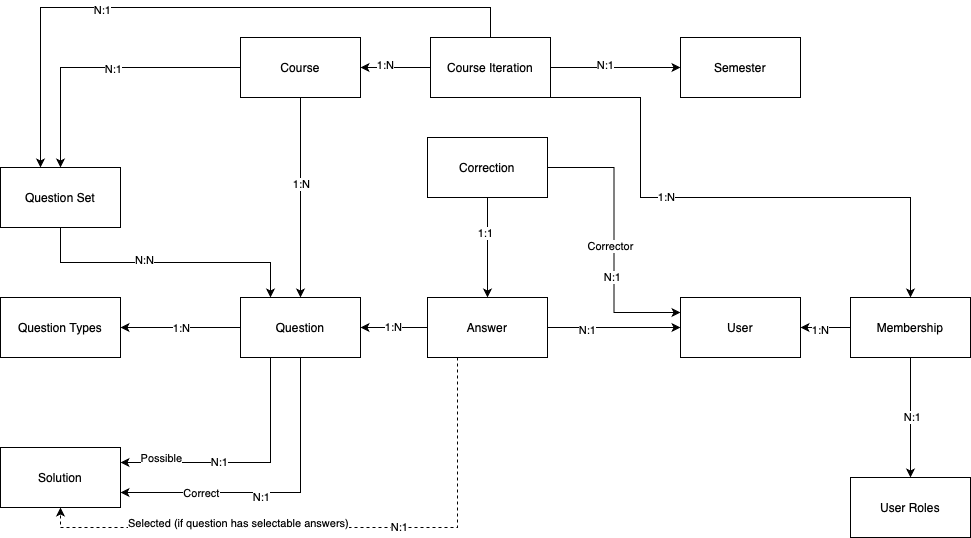 N:1
Course
1:N
Course Iteration
N:1
Semester
N:1
Correction
Question Set
1:N
1:N
1:1
Corrector
N:N
N:1
Question Types
1:N
Question
1:N
Answer
N:1
User
1:N
Membership
N:1
Possible
N:1
Solution
Correct
N:1
User Roles
Selected (if question has selectable answers)
N:1